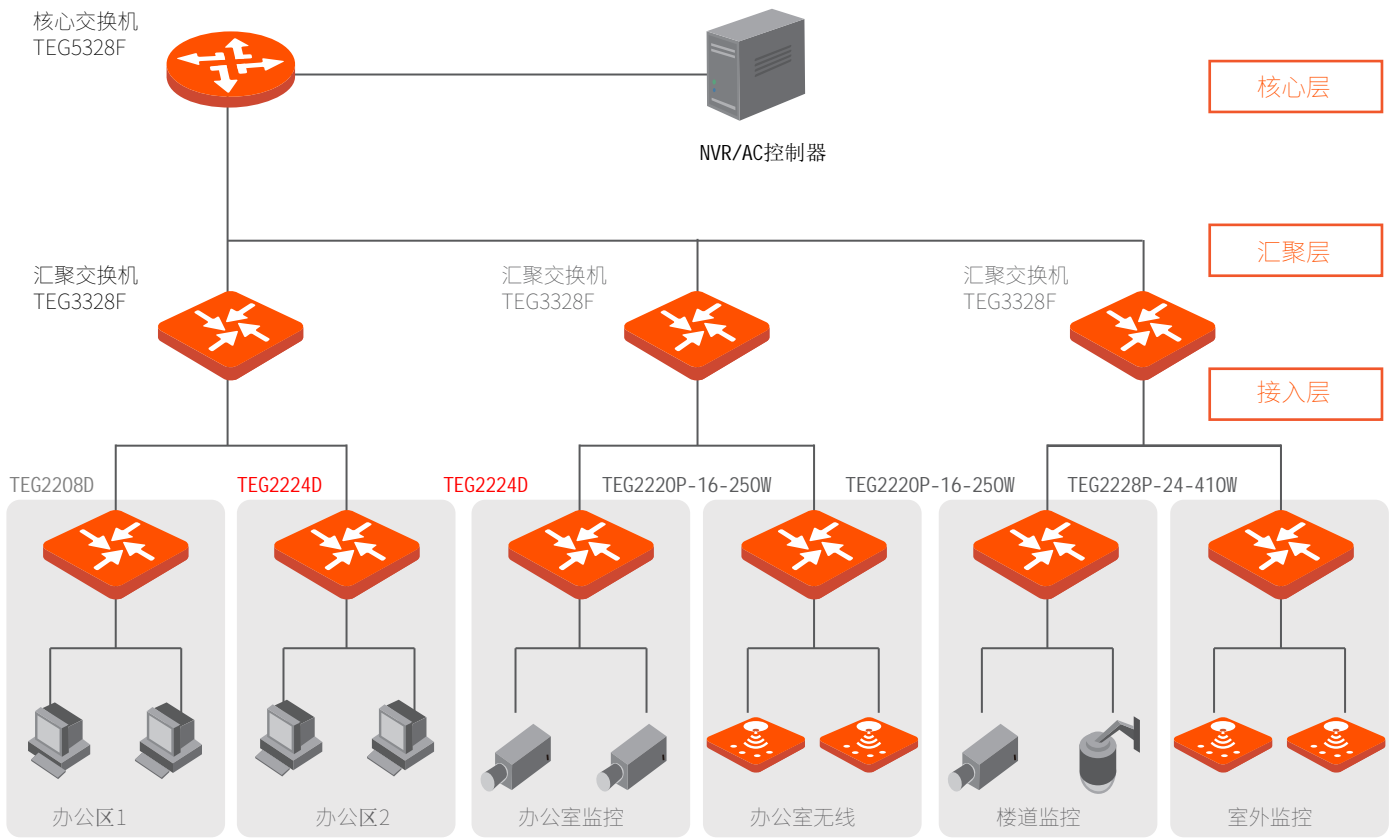 核心交换机
TEG5328F
核心层
NVR/AC控制器
汇聚层
汇聚交换机
TEG3328F
汇聚交换机
TEG3328F
汇聚交换机
TEG3328F
接入层
TEG2208D
TEG2224D
TEG2224D
TEG2220P-16-250W
TEG2220P-16-250W
TEG2228P-24-410W
办公区1
办公区2
办公室监控
办公室无线
楼道监控
室外监控